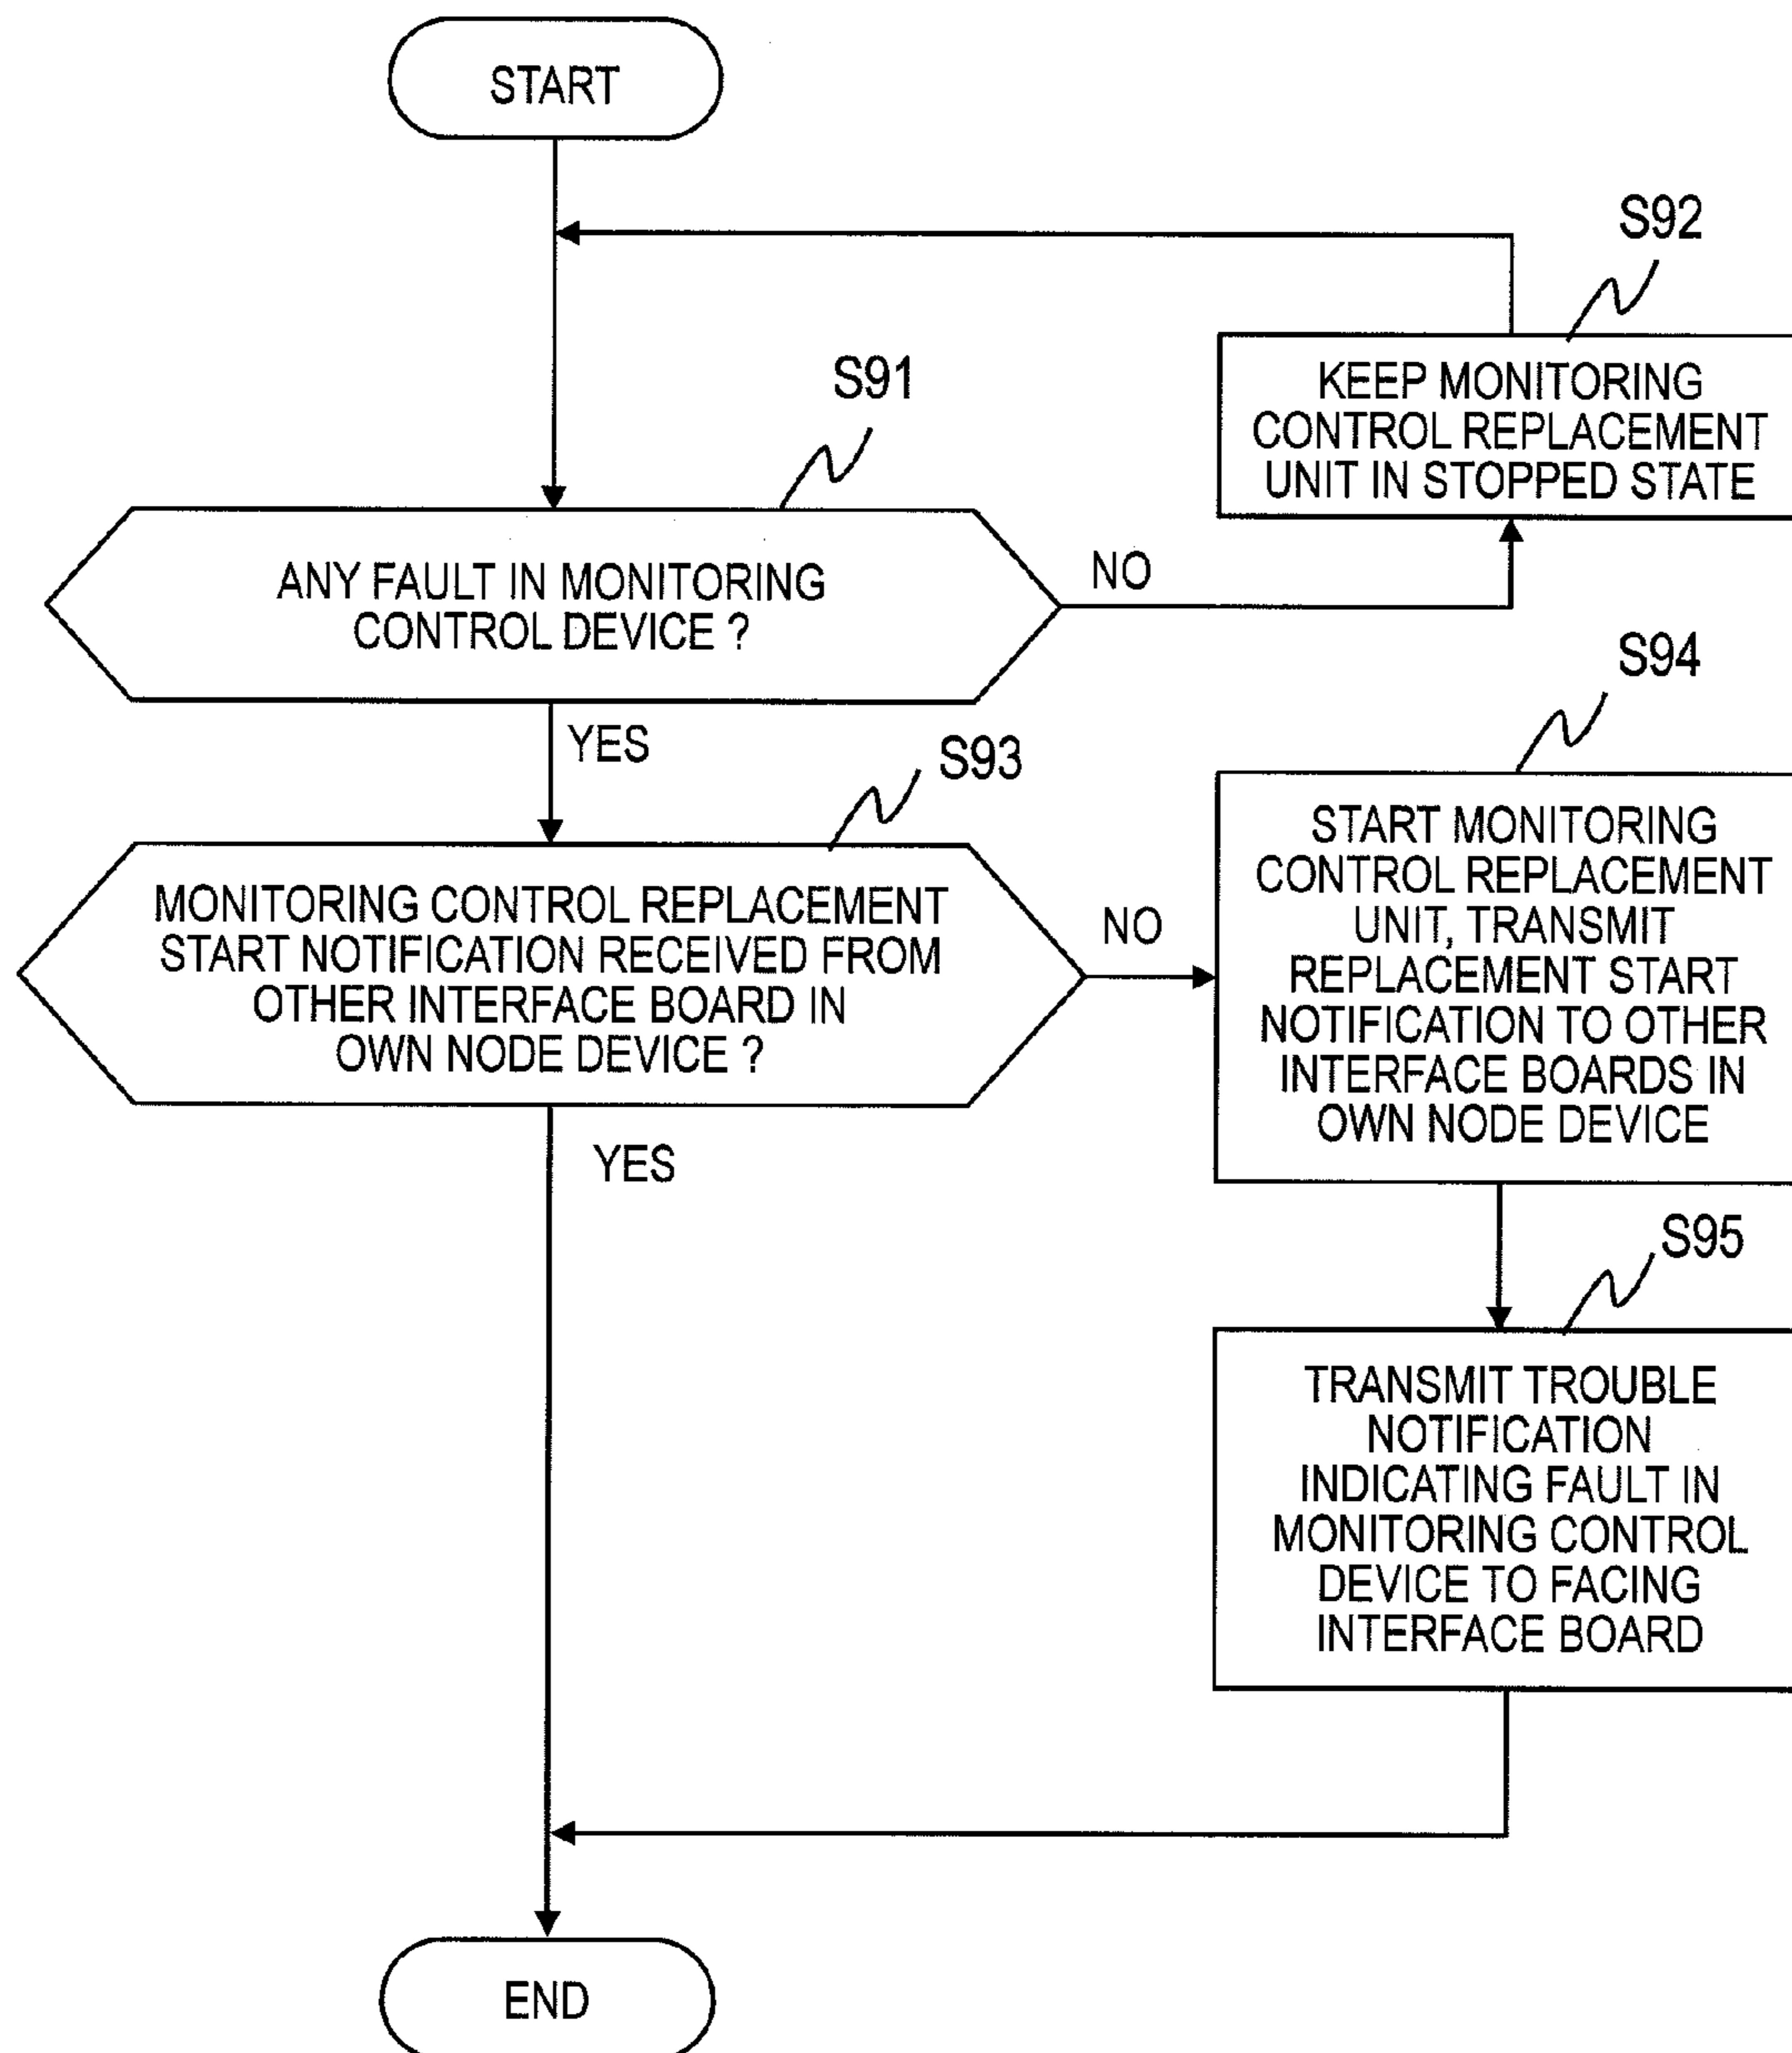 START
S92
KEEP MONITORING
CONTROL REPLACEMENT
UNIT IN STOPPED STATE
S91
ANY FAULT IN MONITORING
CONTROL DEVICE ?
NO
YES
S93
MONITORING CONTROL REPLACEMENT
START NOTIFICATION RECEIVED FROM
OTHER INTERFACE BOARD IN
OWN NODE DEVICE ?
NO
YES
S94
START MONITORING
CONTROL REPLACEMENT
UNIT, TRANSMIT
REPLACEMENT START
NOTIFICATION TO OTHER
INTERFACE BOARDS IN
OWN NODE DEVICE
S95
TRANSMIT TROUBLE
NOTIFICATION
INDICATING FAULT IN
MONITORING CONTROL
DEVICE TO FACING
INTERFACE BOARD
END